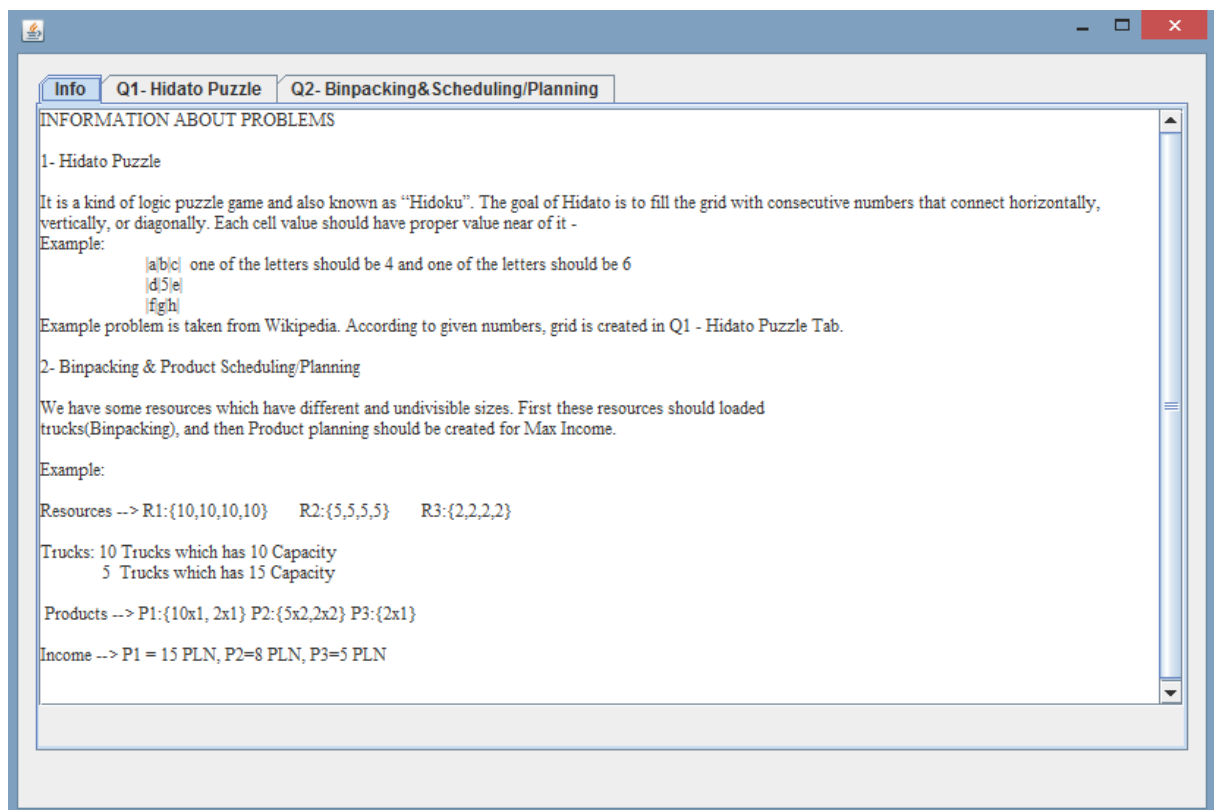 Info Q1- Hidato Puzzle Q2- Binpacking&Scheduling/Planning
INFORMATION ABOUT PROBLEMS
1- Hidato Puzzle
It is a kind of logic puzzle game and also known as “Hidoku”. The goal of Hidato is to fill the grid with consecutive numbers that connect horizontally,
vertically, or diagonally. Each cell value should have proper value near of it -
Example:
|a|b|c| one of the letters should be 4 and one of the letters should be 6
|d|5|e|
|f|g|h|
Example problem is taken from Wikipedia. According to given numbers, grid is created in Q1 - Hidato Puzzle Tab.
2- Binpacking & Product Scheduling/Planning
We have some resources which have different and undivisible sizes. First these resources should loaded
trucks(Binpacking), and then Product planning should be created for Max Income.
Example:
Resources --> R1:{10,10,10,10} R2:{5,5,5,5} R3:{2,2,2,2}
Trucks: 10 Trucks which has 10 Capacity
5 Trucks which has 15 Capacity
Products --> P1:{10x1, 2x1} P2:{5x2,2x2} P3:{2x1}
Income --> P1 = 15 PLN, P2=8 PLN, P3=5 PLN